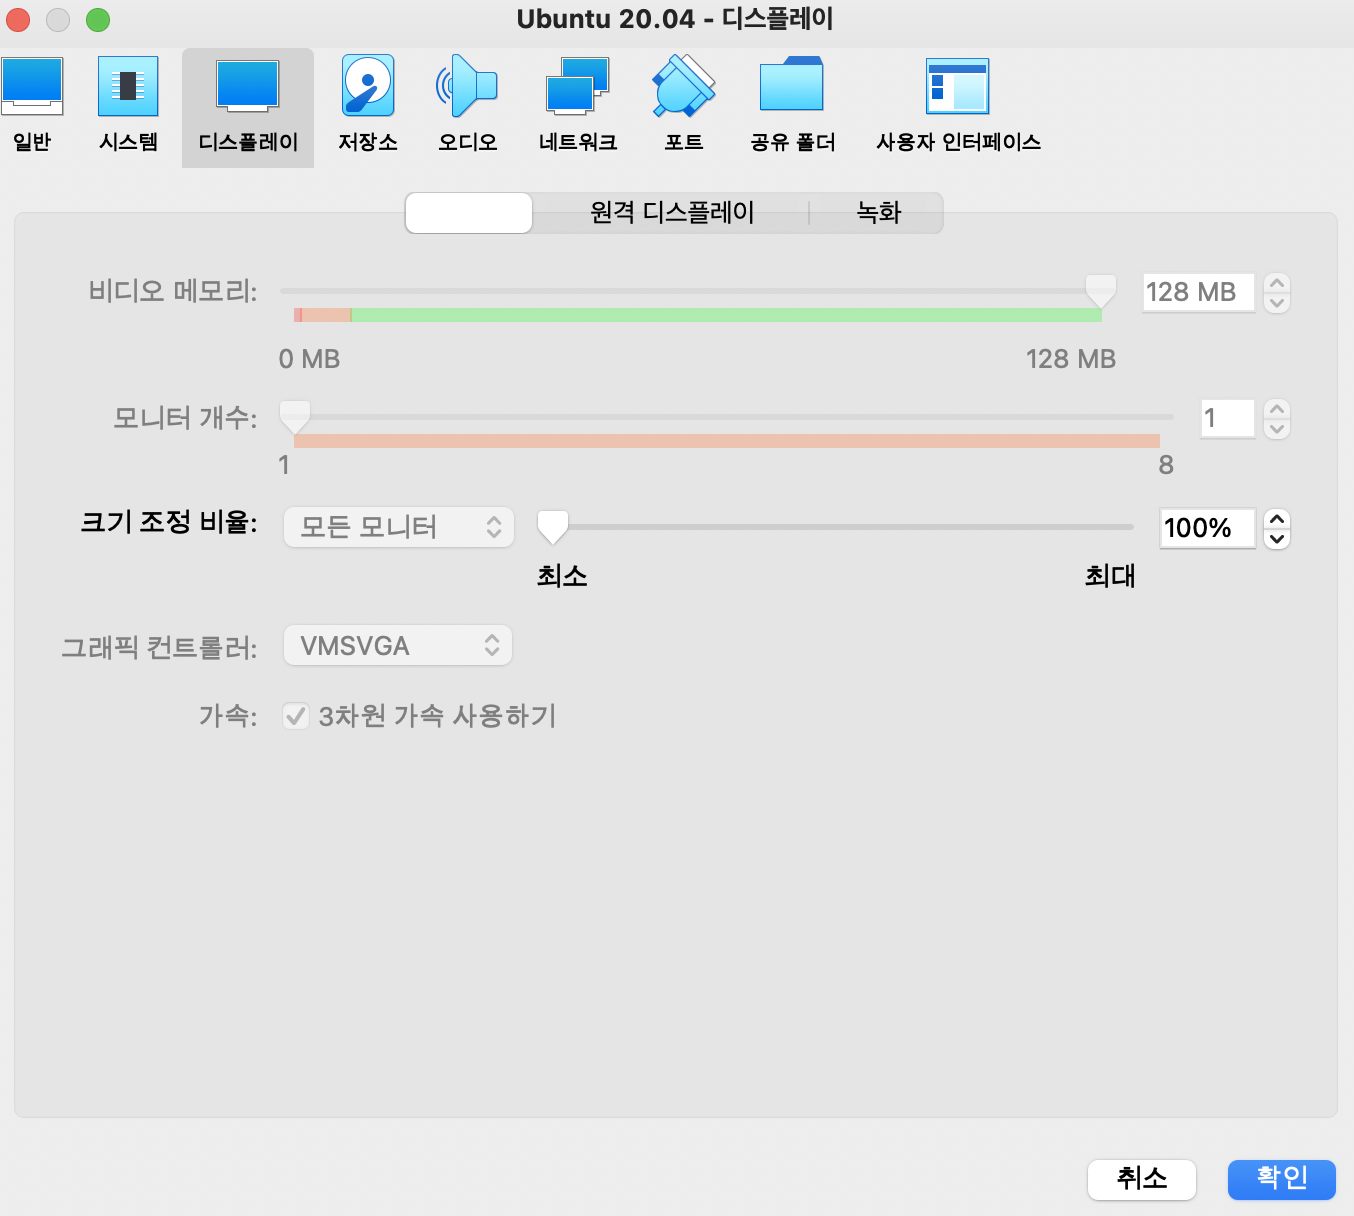 Ubuntu 20.04 - 디스플레이
일반 시스템 디스플레이 저장소 오디오 네트워크 포트 공유 폴더 사용자 인터페이스
원격 디스플레이 녹화
비디오 메모리: 128 MB
0 MB 128 MB
모니터 개수: 1
1 8
크기 조정 비율: 모든 모니터 100%
최소 최대
그래픽 컨트롤러: VMSVGA
가속: 3차원 가속 사용하기
취소 확인